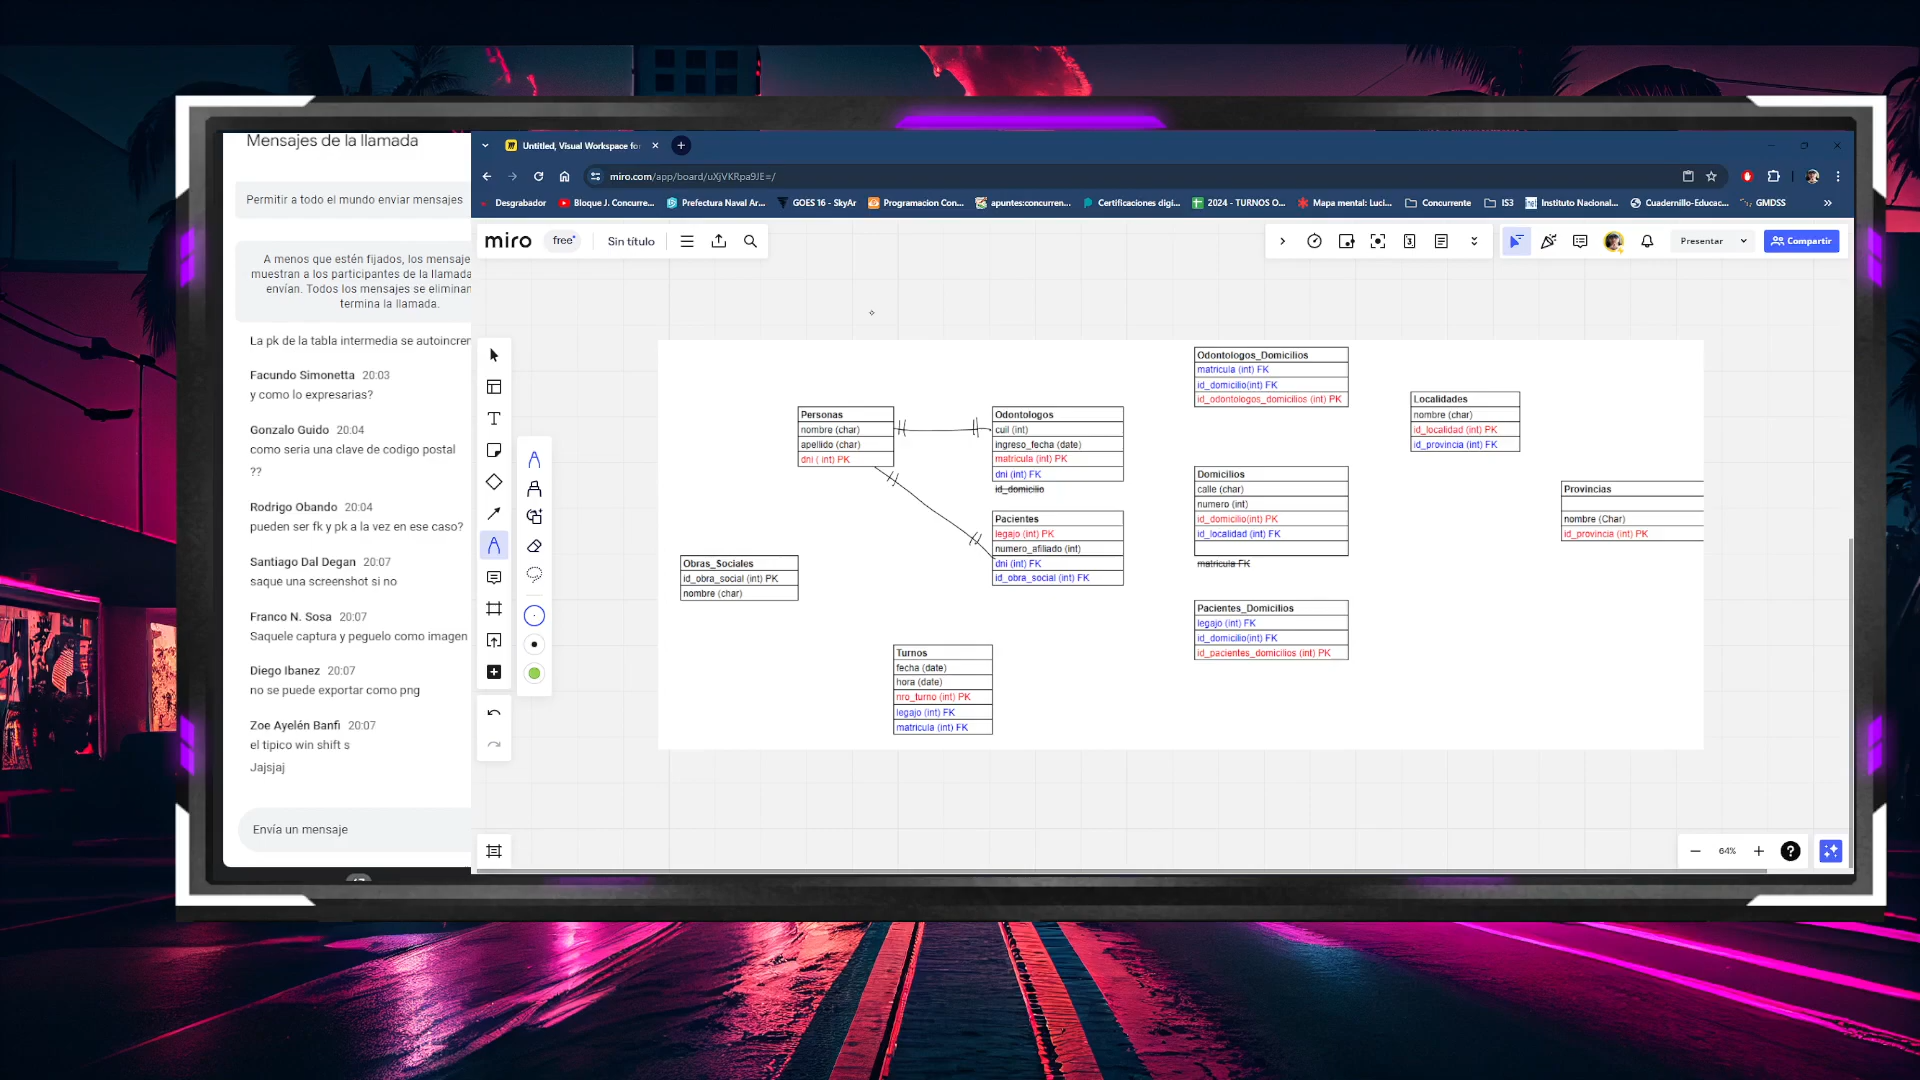 Mensajes de la llamada
Permitir a todo el mundo enviar mensajes
A menos que estén fijados, los mensaje
muestran a los participantes de la llamada
envían. Todos los mensajes se eliminan
termina la llamada.
La pk de la tabla intermedia se autoincren
Facundo Simonetta 20:03
y como lo expresarias?
Gonzalo Guido 20:04
como seria una clave de codigo postal
??
Rodrigo Obando 20:04
pueden ser fk y pk a la vez en ese caso?
Santiago Dal Degan 20:07
saque una screenshot si no
Franco N. Sosa 20:07
Saquele captura y peguelo como imagen
Diego Ibanez 20:07
no se puede exportar como png
Zoe Ayelén Banfi 20:07
el tipico win shift s
Jajsjaj
Envía un mensaje
Untitled, Visual Workspace for
miro.com/app/board/uXjVKRpa9JE=/
Desgrabador
Bloque J. Concurre...
Prefectura Naval Ar...
GOES 16 - SkyAr
Programacion Con...
apuntes:concurren...
Certificaciones digi...
2024 - TURNOS O...
Mapa mental: Luci...
Concurrente
IS3
Instituto Nacional...
Cuadernillo-Educac...
GMDSS
miro
free
Sin título
Presentar
Compartir
Personas
nombre (char)
apellido (char)
dni ( int) PK
Odontologos
cuil (int)
ingreso_fecha (date)
matricula (int) PK
dni (int) FK
id_domicilio
Pacientes
legajo (int) PK
numero_afiliado (int)
dni (int) FK
id_obra_social (int) FK
Obras_Sociales
id_obra_social (int) PK
nombre (char)
Turnos
fecha (date)
hora (date)
nro_turno (int) PK
legajo (int) FK
matricula (int) FK
Odontologos_Domicilios
matricula (int) FK
id_domicilio(int) FK
id_odontologos_domicilios (int) PK
Domicilios
calle (char)
numero (int)
id_domicilio(int) PK
id_localidad (int) FK
matricula FK
Pacientes_Domicilios
legajo (int) FK
id_domicilio(int) FK
id_pacientes_domicilios (int) PK
Localidades
nombre (char)
id_localidad (int) PK
id_provincia (int) FK
Provincias
nombre (Char)
id_provincia (int) PK
64%